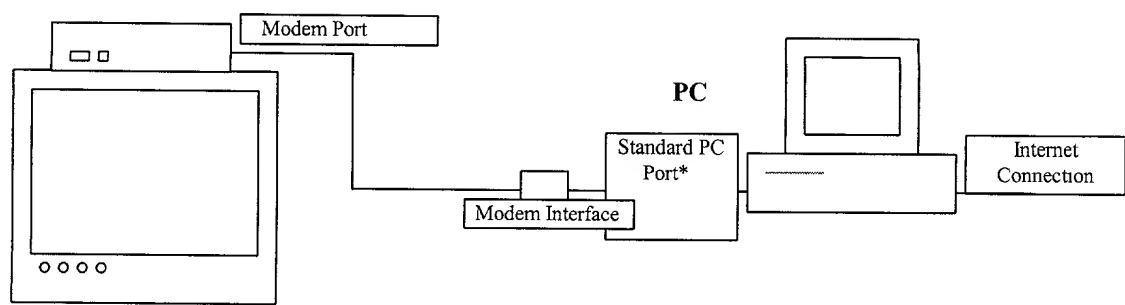 Modem Port
PC
Standard PC
Port*
Internet
Connection
Modem Interface